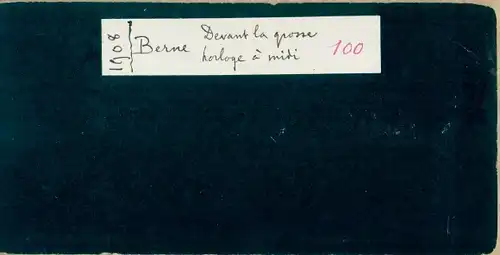 1908
Berne Devant la grosse
horloge à midi 100